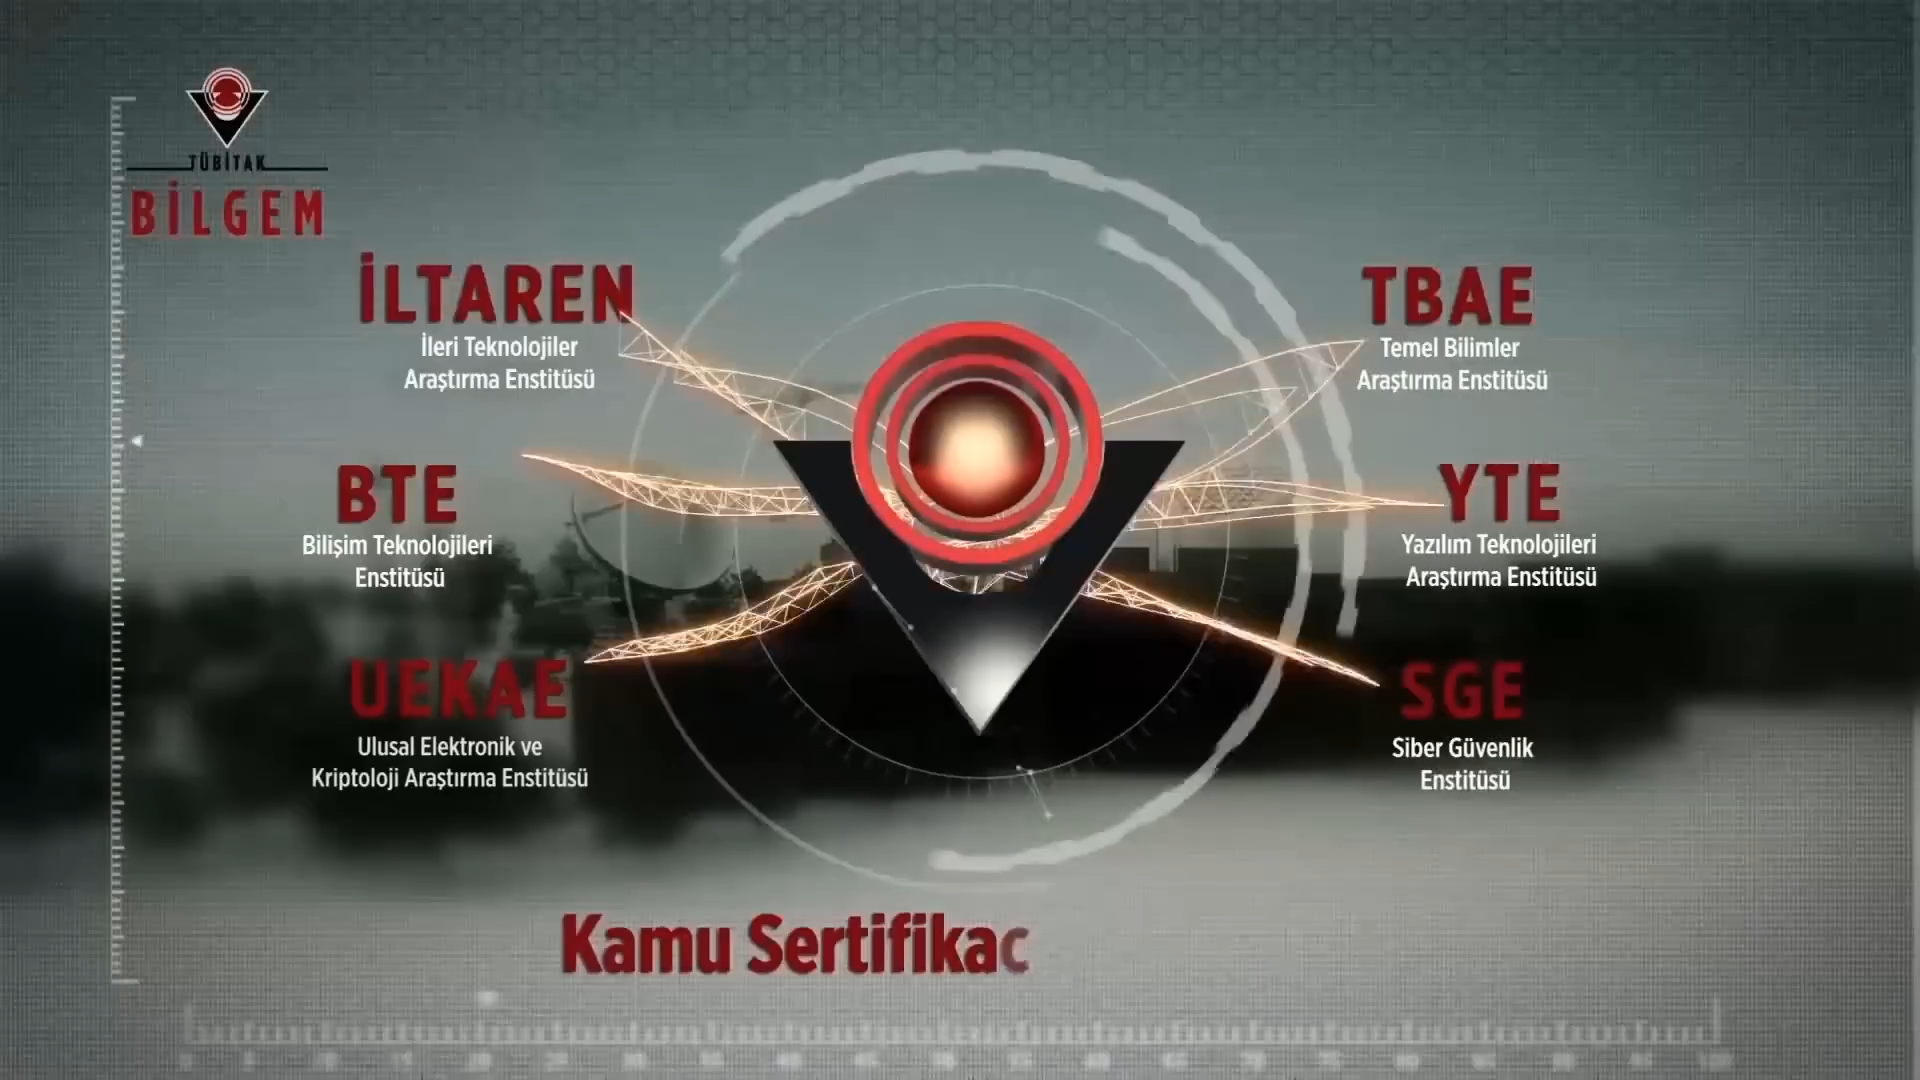 TÜBİTAK
BİLGEM
İLTAREN
İleri Teknolojiler
Araştırma Enstitüsü
BTE
Bilişim Teknolojileri
Enstitüsü
UEKAE
Ulusal Elektronik ve
Kriptoloji Araştırma Enstitüsü
TBAE
Temel Bilimler
Araştırma Enstitüsü
YTE
Yazılım Teknolojileri
Araştırma Enstitüsü
SGE
Siber Güvenlik
Enstitüsü
Kamu Sertifikac